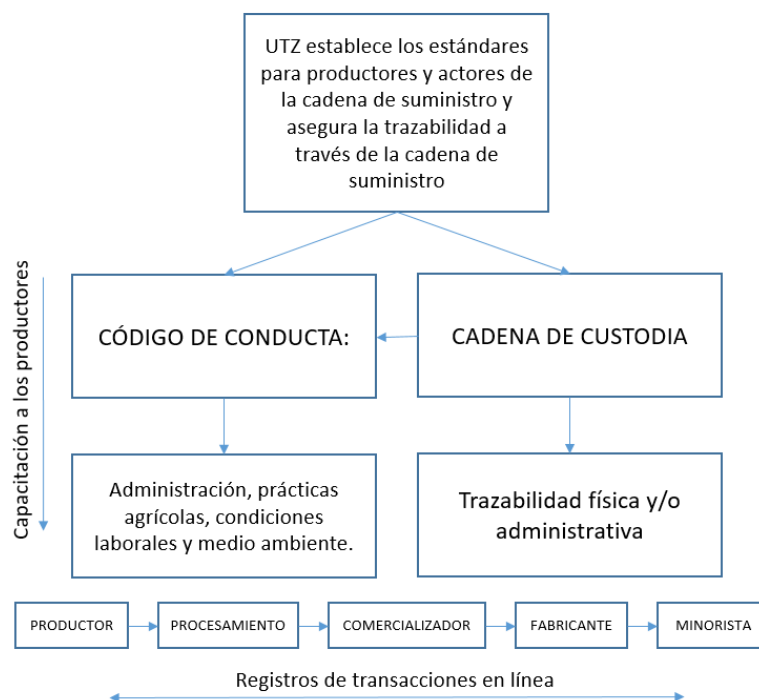 UTZ establece los estándares
para productores y actores de
la cadena de suministro y
asegura la trazabilidad a
través de la cadena de
suministro
Capacitación a los productores
CÓDIGO DE CONDUCTA:
CADENA DE CUSTODIA
Administración, prácticas
agrícolas, condiciones
laborales y medio ambiente.
Trazabilidad física y/o
administrativa
PRODUCTOR
PROCESAMIENTO
COMERCIALIZADOR
FABRICANTE
MINORISTA
Registros de transacciones en línea